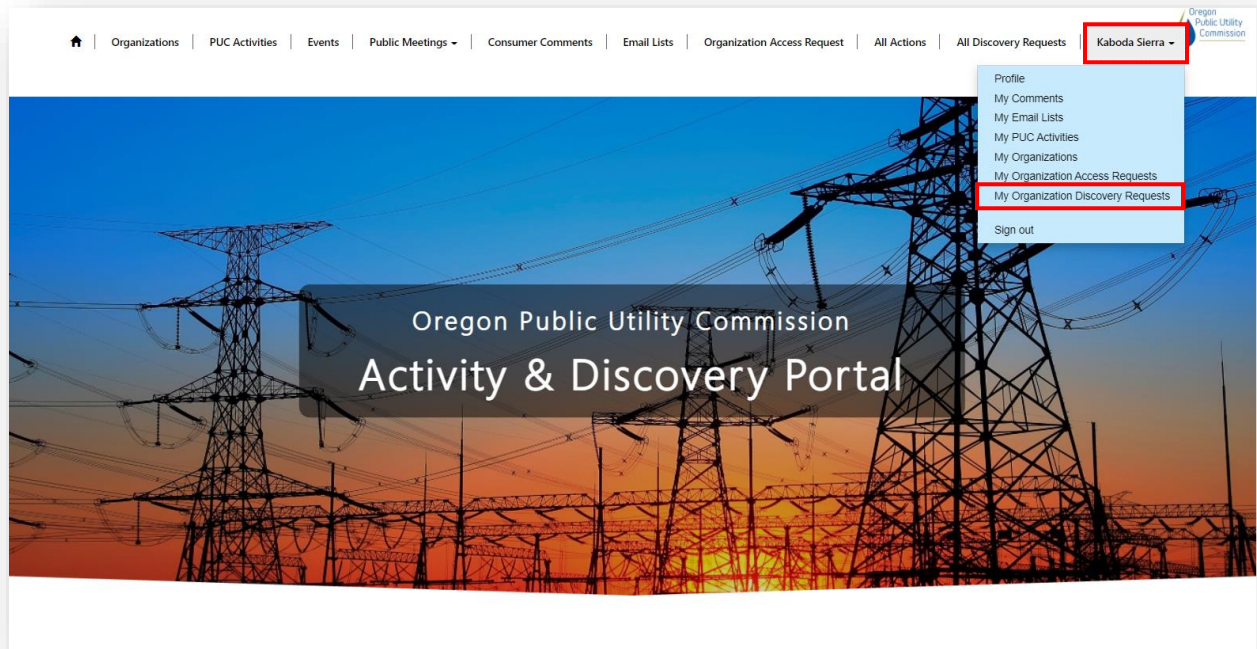 Oregon
Public Utility
Commission
Organizations
PUC Activities
Events
Public Meetings
Consumer Comments
Email Lists
Organization Access Request
All Actions
All Discovery Requests
Kaboda Sierra
Profile
My Comments
My Email Lists
My PUC Activities
My Organizations
My Organization Access Requests
My Organization Discovery Requests
Sign out
Oregon Public Utility Commission
Activity & Discovery Portal